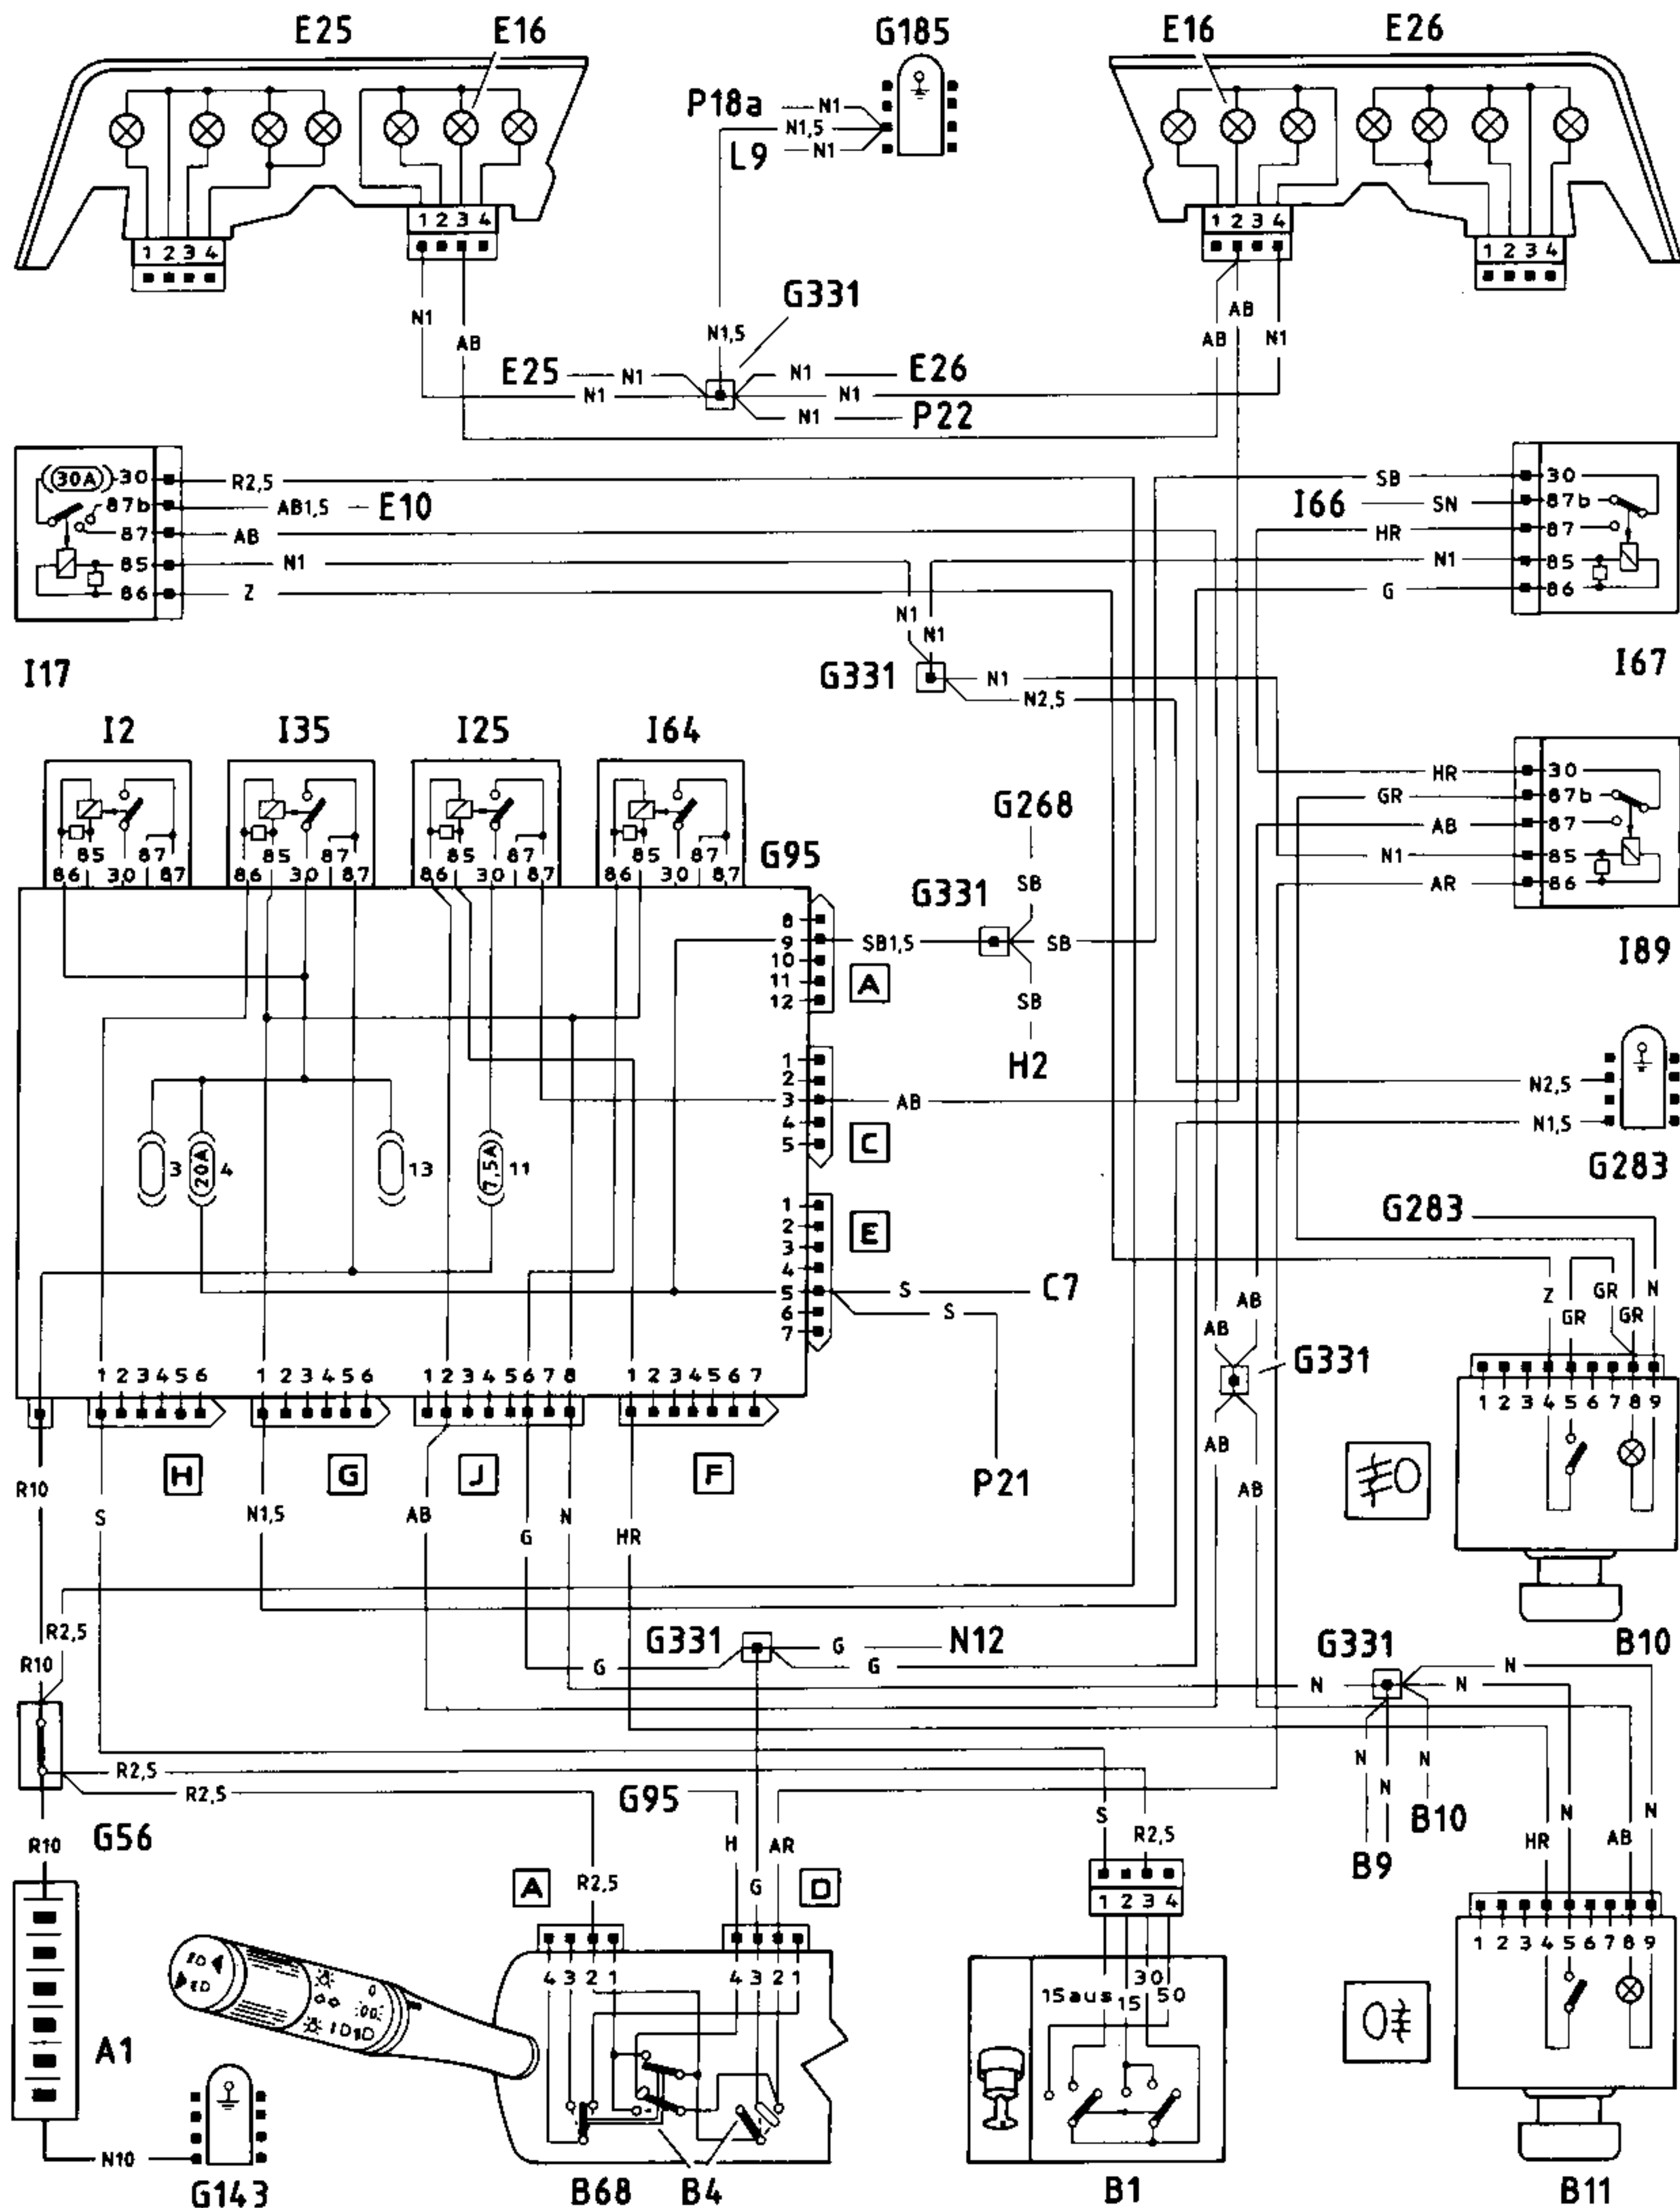 E25 E16 G185 E16 E26
P18a N1
N1,5
L9 N1
1 2 3 4
1 2 3 4
1 2 3 4
1 2 3 4
G331
N1 AB N1,5 AB AB N1
E25 N1 N1 E26
N1 N1
N1 P22
30A 30 R2,5 SB 30
87b AB1,5 E10 I66 SN 87b
87 AB HR 87
85 N1 N1 85
86 Z G 86
N1 N1
I17 G331 N1 I67
N2,5
I2 I35 I25 I64
HR 30
GR 87b
AB 87
N1 85
AR 86
85 87 85 87 85 87 85 87 G95
86 30 87 86 30 87 86 30 87 86 30 87
G268
SB
G331
8
9 SB1,5 SB
10
11 A
12
SB
H2
I89
1
2
3 AB
4 C
5
N2,5
N1,5
G283
3 20A 4 13 7,5A 11
1
2 E
3
4
5 S C7
6 S
7
G283
Z GR GR GR N
AB AB
G331
1 2 3 4 5 6 1 2 3 4 5 6 1 2 3 4 5 6 7 8 1 2 3 4 5 6 7
1 2 3 4 5 6 7 8 9
H G J F
P21
AB AB
R10 S N1,5 AB G N HR
R2,5
R10
G331 G N12
G G
G331 N
N N
B10
R2,5
R2,5
G95
N N N
B10
B9
S R2,5
HR N AB N
G56
R10
H AR
A R2,5 G D
1 2 3 4
1 2 3 4 5 6 7 8 9
4 3 2 1 4 3 2 1
30
15aus 15 50
A1
N10
G143 B68 B4 B1 B11